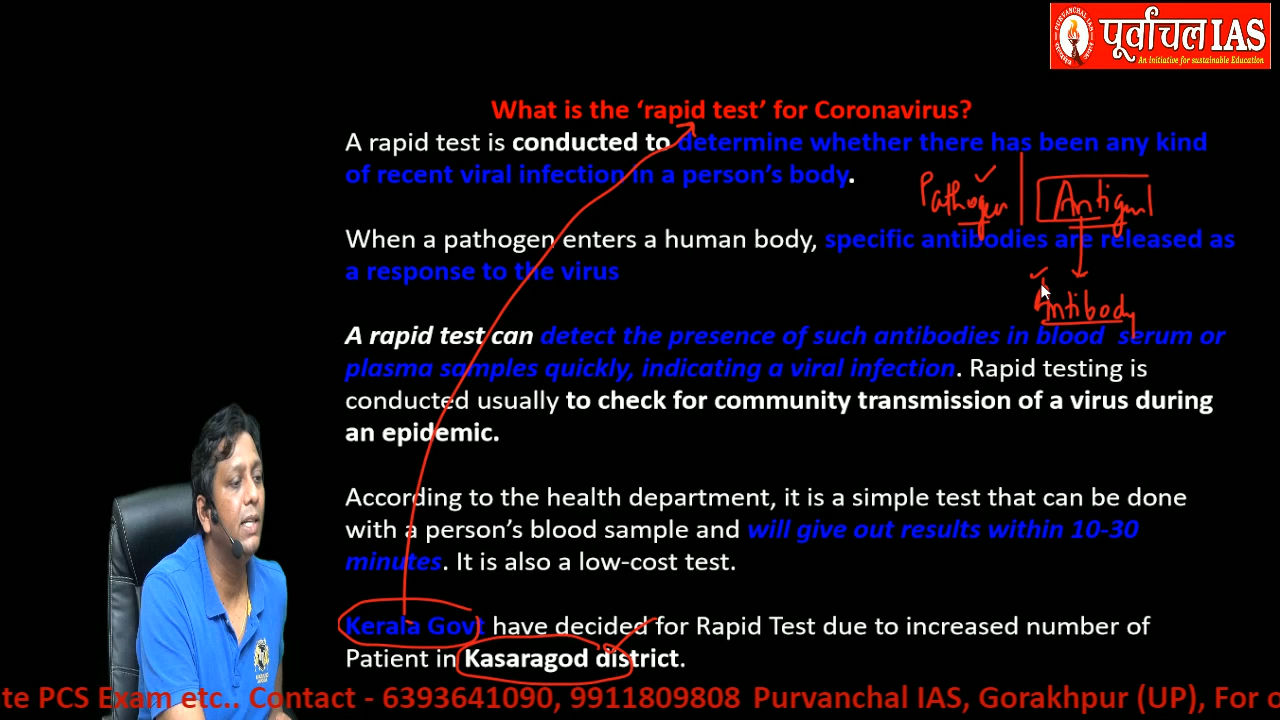 पूर्वांचल IAS
An Initiative for sustainable Education
What is the ‘rapid test’ for Coronavirus?
A rapid test is conducted to determine whether there has been any kind
of recent viral infection in a person’s body.
Pathogen
Antigen
When a pathogen enters a human body, specific antibodies are released as
a response to the virus
Antibody
A rapid test can detect the presence of such antibodies in blood serum or
plasma samples quickly, indicating a viral infection. Rapid testing is
conducted usually to check for community transmission of a virus during
an epidemic.
According to the health department, it is a simple test that can be done
with a person’s blood sample and will give out results within 10-30
minutes. It is also a low-cost test.
Kerala Govt have decided for Rapid Test due to increased number of
Patient in Kasaragod district.
te PCS Exam etc.. Contact - 6393641090, 9911809808 Purvanchal IAS, Gorakhpur (UP), For